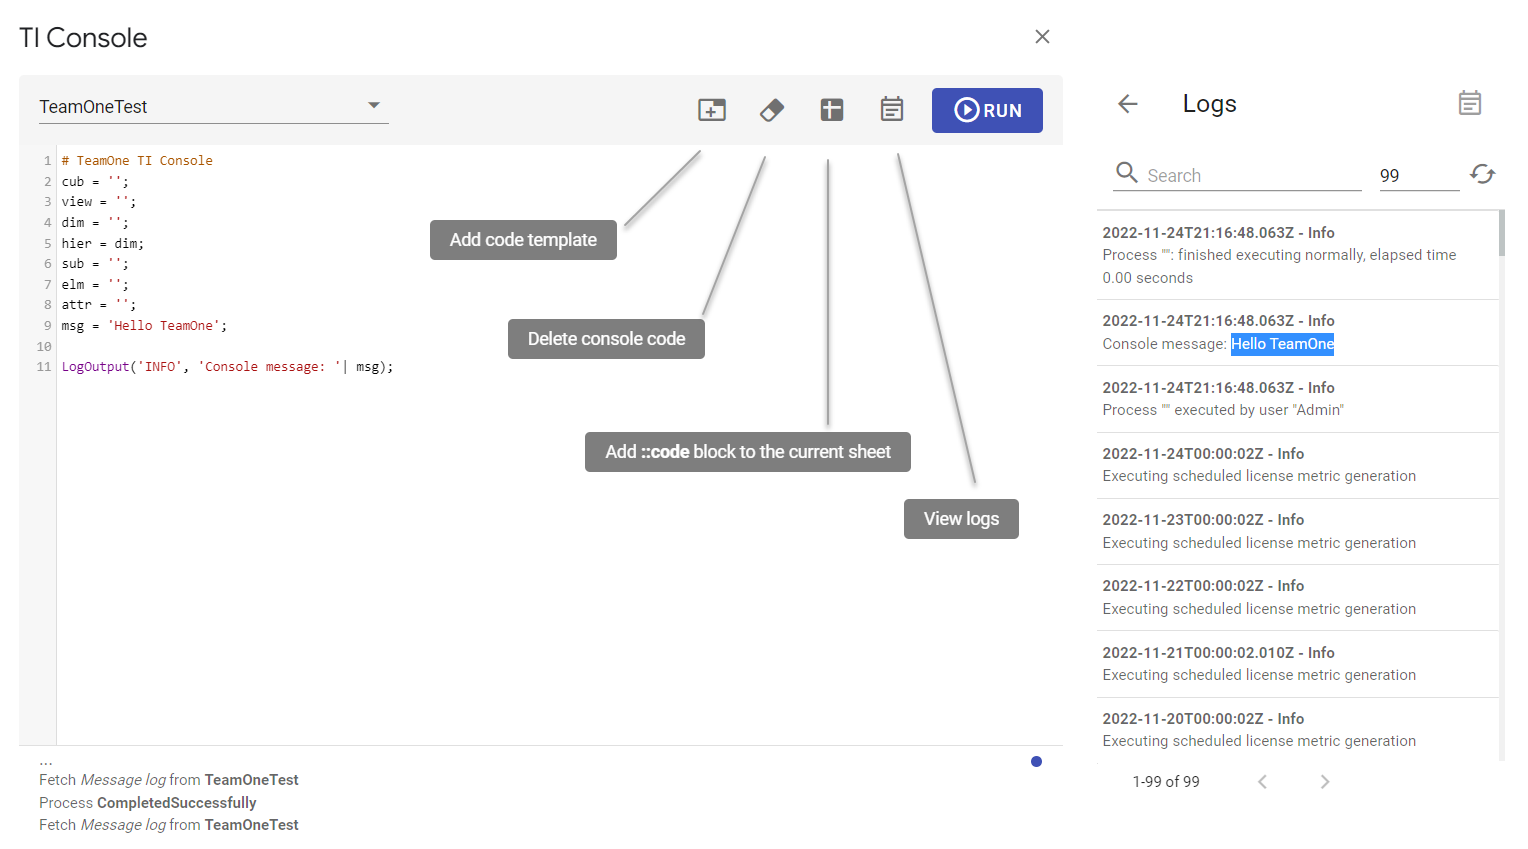 TI Console
TeamOneTest
RUN
1 # TeamOne TI Console
2 cub = '';
3 view = '';
4 dim = '';
5 hier = dim;
6 sub = '';
7 elm = '';
8 attr = '';
9 msg = 'Hello TeamOne';
10
11 LogOutput('INFO', 'Console message: '| msg);
Add code template
Delete console code
Add ::code block to the current sheet
View logs
...
Fetch Message log from TeamOneTest
Process CompletedSuccessfully
Fetch Message log from TeamOneTest
Logs
Search
99
2022-11-24T21:16:48.063Z - Info
Process "": finished executing normally, elapsed time
0.00 seconds
2022-11-24T21:16:48.063Z - Info
Console message: Hello TeamOne
2022-11-24T21:16:48.063Z - Info
Process "" executed by user "Admin"
2022-11-24T00:00:02Z - Info
Executing scheduled license metric generation
2022-11-23T00:00:02Z - Info
Executing scheduled license metric generation
2022-11-22T00:00:02Z - Info
Executing scheduled license metric generation
2022-11-21T00:00:02.010Z - Info
Executing scheduled license metric generation
2022-11-20T00:00:02Z - Info
Executing scheduled license metric generation
1-99 of 99